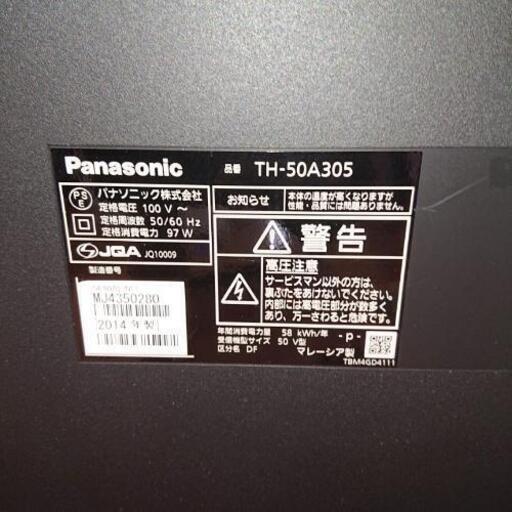 Panasonic
品番 TH-50A305
PS
E
パナソニック株式会社
定格電圧 100 V～
定格周波数 50/60 Hz
定格消費電力 97 W
JQA JQ10009
製造番号
MJ4350280
2014年製
お知らせ
本体の温度が高くなりますが
性能・品質には問題ありません。
警告
高圧注意
サービスマン以外の方は、
裏ぶたをあけないでください。
内部には高電圧部分が数多く
あり、万一さわると危険です。
年間消費電力量 58 kWh/年 -p-
受信機型サイズ 50 V型
区分名 DF マレーシア製
TBM4GD4111